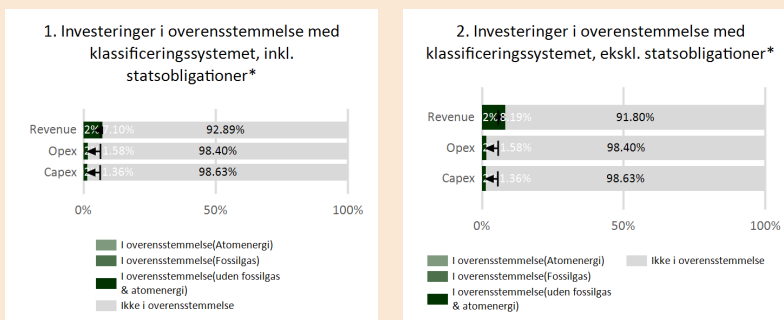 1. Investeringer i overensstemmelse med
klassificeringssystemet, inkl.
statsobligationer*
Revenue 2% 7.10% 92.89%
Opex 1.58% 98.40%
Capex 1.36% 98.63%
0% 50% 100%
I overensstemmelse(Atomenergi)
I overensstemmelse(Fossilgas)
I overensstemmelse(uden fossilgas
& atomenergi)
Ikke i overensstemmelse
2. Investeringer i overenstemmelse med
klassificeringssystemet, ekskl. statsobligationer*
Revenue 2% 8.19% 91.80%
Opex 1.58% 98.40%
Capex 1.36% 98.63%
0% 50% 100%
I overensstemmelse(Atomenergi) Ikke i overensstemmelse
I overensstemmelse(Fossilgas)
I overensstemmelse(uden fossilgas
& atomenergi)